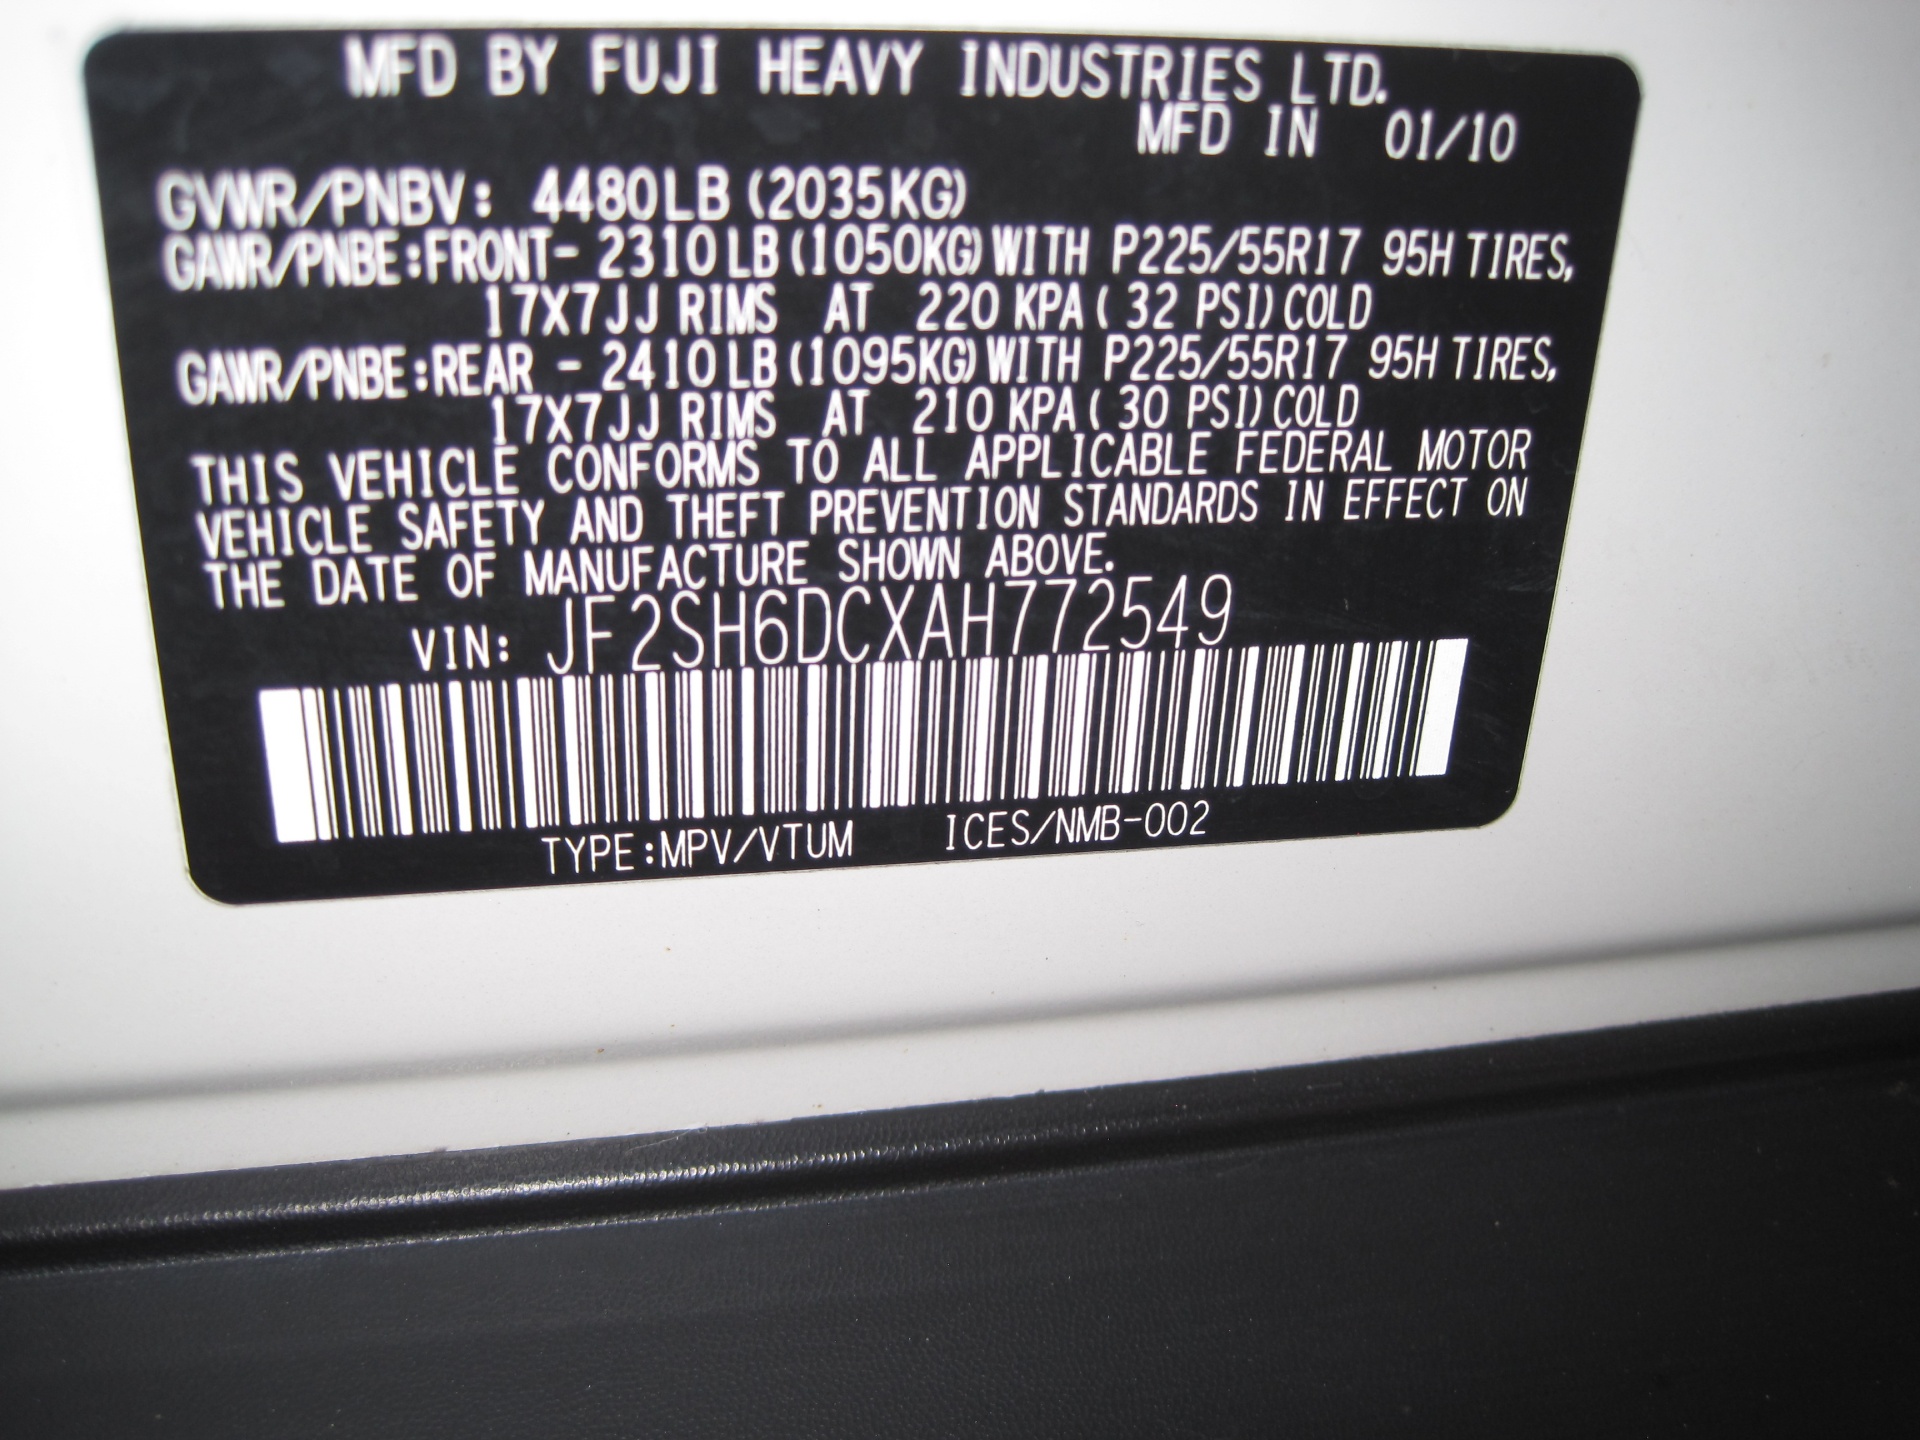 MFD BY FUJI HEAVY INDUSTRIES LTD.
MFD IN 01/10
GVWR/PNBV: 4480LB (2035KG)
GAWR/PNBE:FRONT- 2310LB (1050KG) WITH P225/55R17 95H TIRES,
17X7JJ RIMS AT 220 KPA ( 32 PSI) COLD
GAWR/PNBE:REAR - 2410LB (1095KG) WITH P225/55R17 95H TIRES,
17X7JJ RIMS AT 210 KPA ( 30 PSI) COLD
THIS VEHICLE CONFORMS TO ALL APPLICABLE FEDERAL MOTOR
VEHICLE SAFETY AND THEFT PREVENTION STANDARDS IN EFFECT ON
THE DATE OF MANUFACTURE SHOWN ABOVE.
VIN: JF2SH6DCXAH772549
TYPE:MPV/VTUM ICES/NMB-002